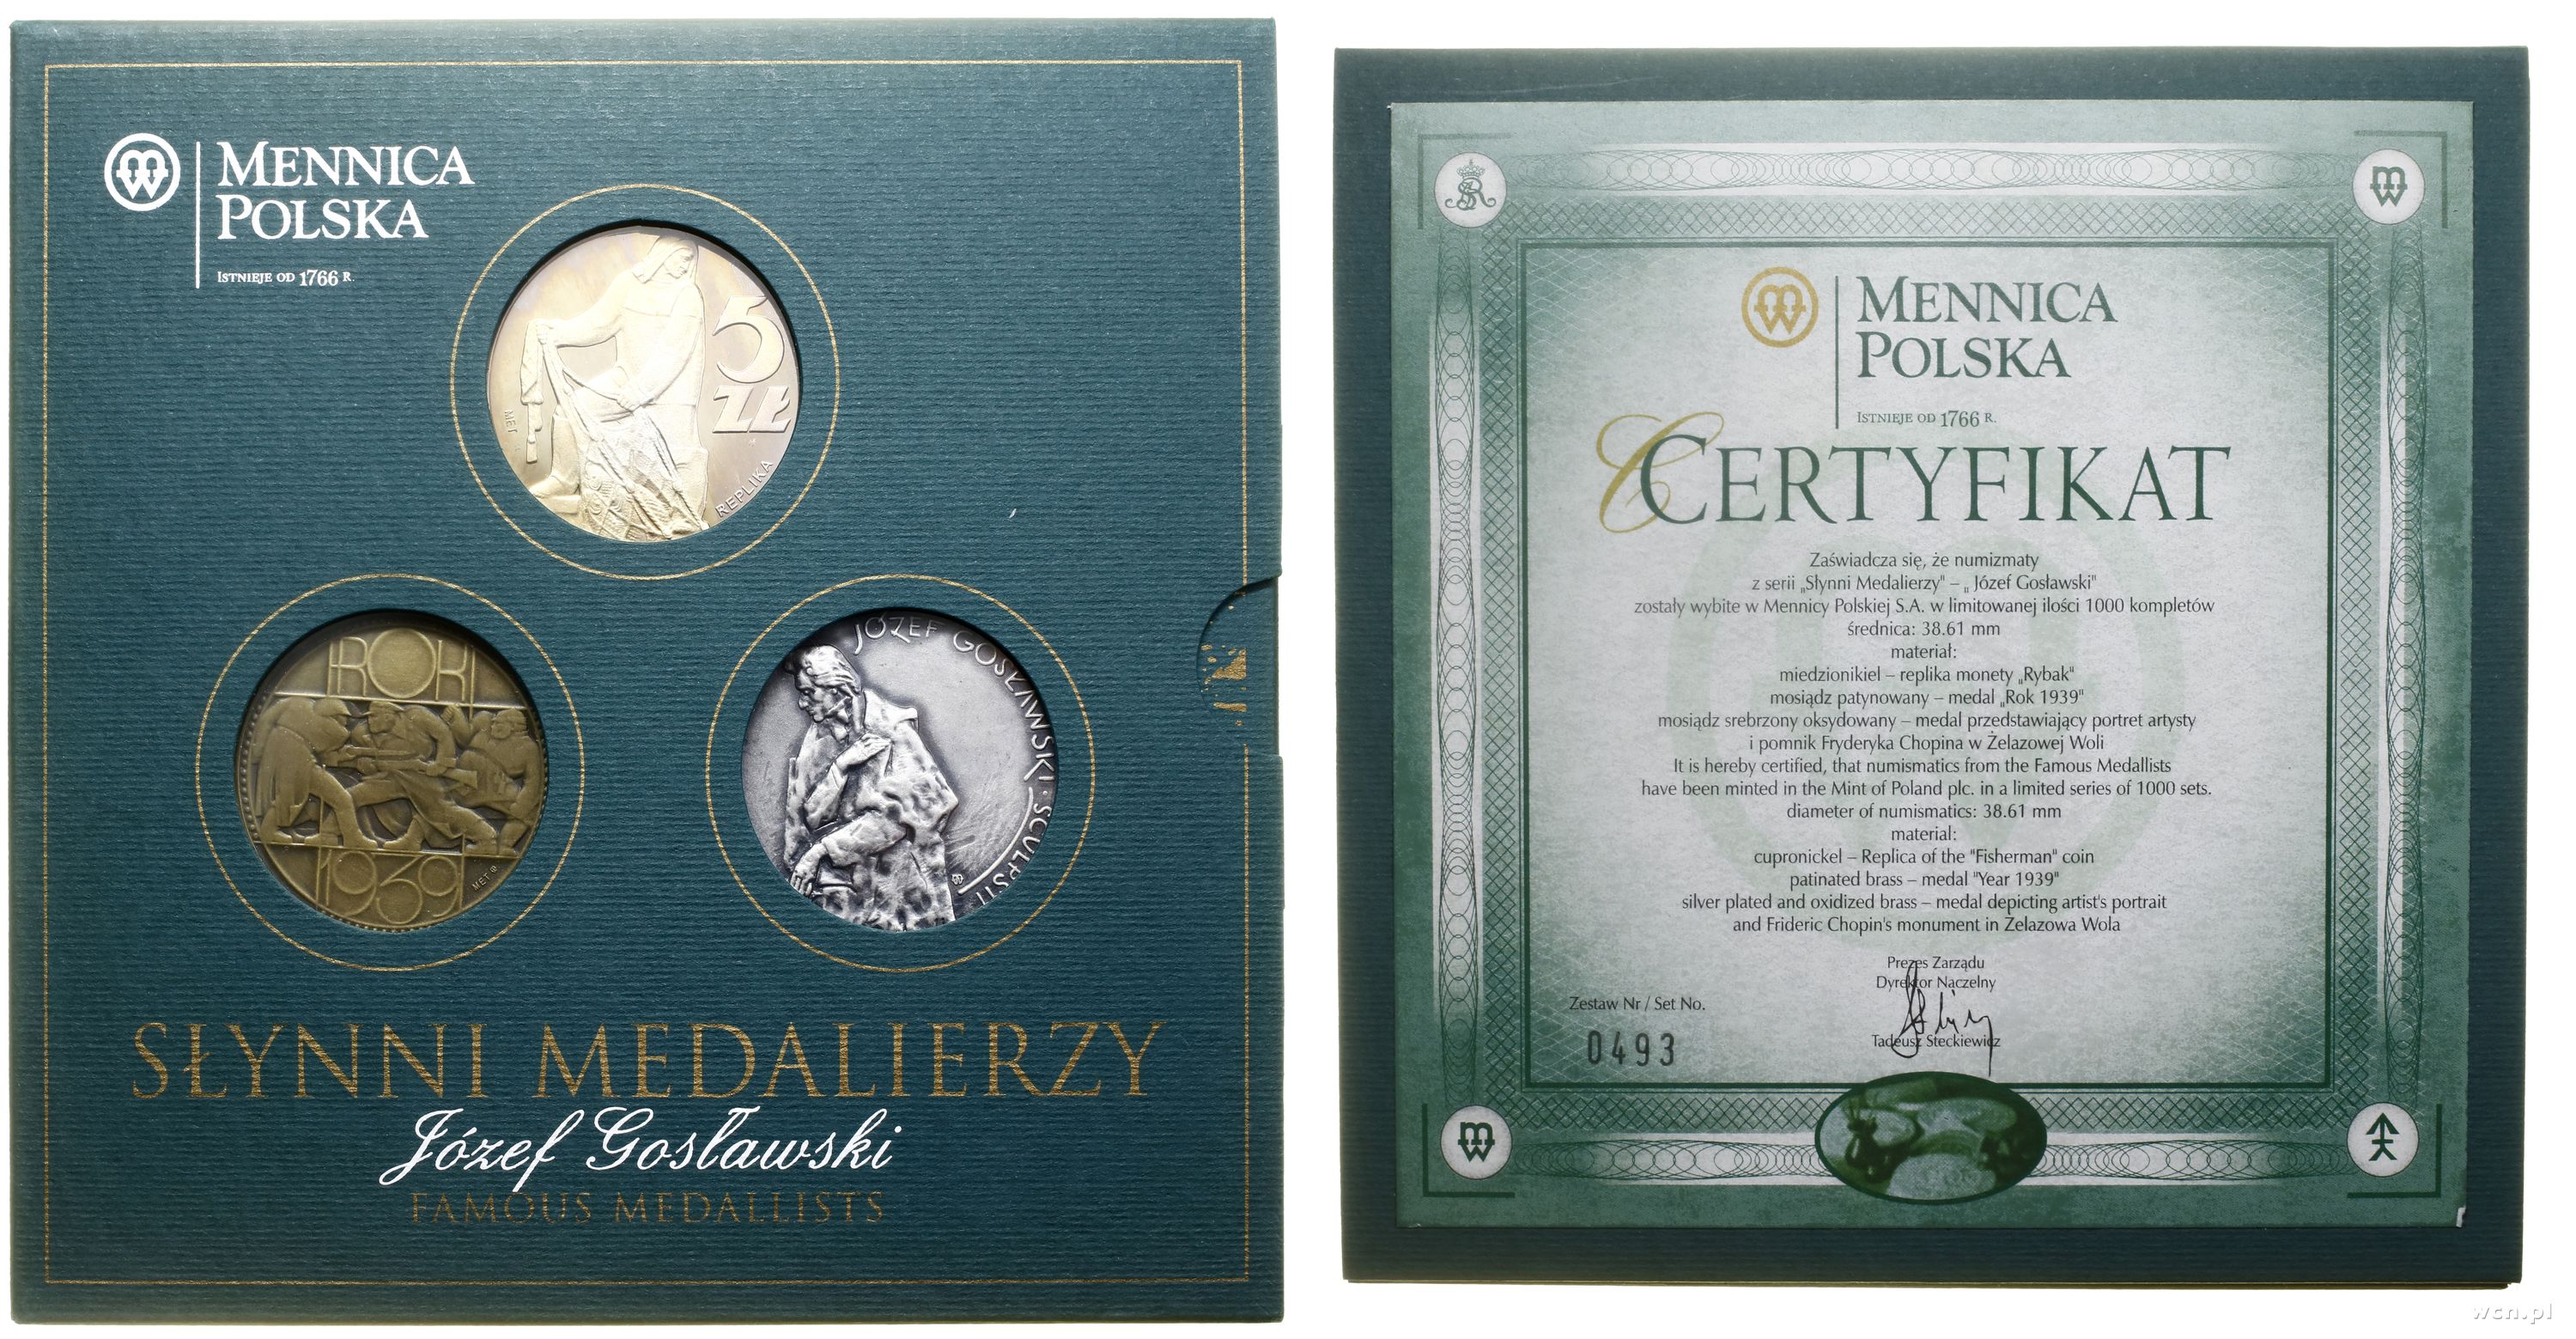 MENNICA
POLSKA
ISTNIEJE OD 1766 R.
5
ZŁ
MET
REPLIKA
ROK
1939
MET
JÓZEF GOSŁAWSKI · SCULPSIT
SŁYNNI MEDALIERZY
Józef Gosławski
FAMOUS MEDALLISTS
MENNICA
POLSKA
ISTNIEJE OD 1766 R.
CERTYFIKAT
Zaświadcza się, że numizmaty
z serii „Słynni Medalierzy" – „ Józef Gosławski"
zostały wybite w Mennicy Polskiej S.A. w limitowanej ilości 1000 kompletów
średnica: 38.61 mm
materiał:
miedzionikiel – replika monety „Rybak"
mosiądz patynowany – medal „Rok 1939"
mosiądz srebrzony oksydowany – medal przedstawiający portret artysty
i pomnik Fryderyka Chopina w Żelazowej Woli
It is hereby certified, that numismatics from the Famous Medallists
have been minted in the Mint of Poland plc. in a limited series of 1000 sets.
diameter of numismatics: 38.61 mm
material:
cupronickel – Replica of the "Fisherman" coin
patinated brass – medal "Year 1939"
silver plated and oxidized brass – medal depicting artist's portrait
and Frideric Chopin's monument in Żelazowa Wola
Prezes Zarządu
Dyrektor Naczelny
Zestaw Nr / Set No.
0493
Tadeusz Steckiewicz
wcn.pl